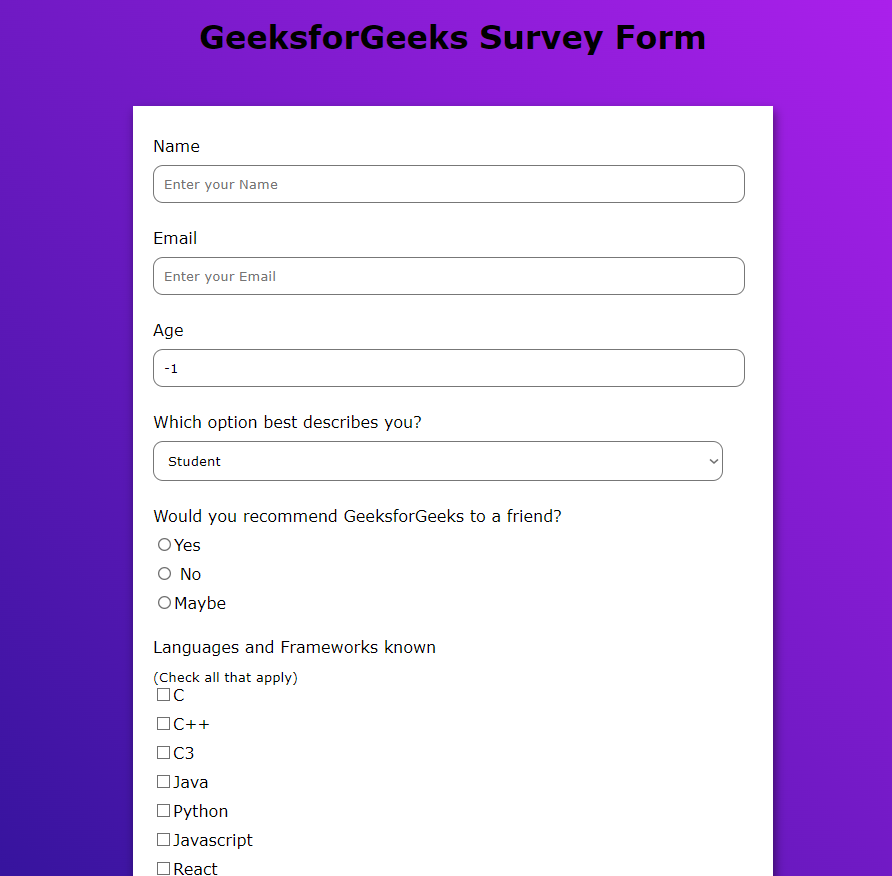 GeeksforGeeks Survey Form
Name
Enter your Name
Email
Enter your Email
Age
-1
Which option best describes you?
Student
Would you recommend GeeksforGeeks to a friend?
Yes
No
Maybe
Languages and Frameworks known
(Check all that apply)
C
C++
C3
Java
Python
Javascript
React